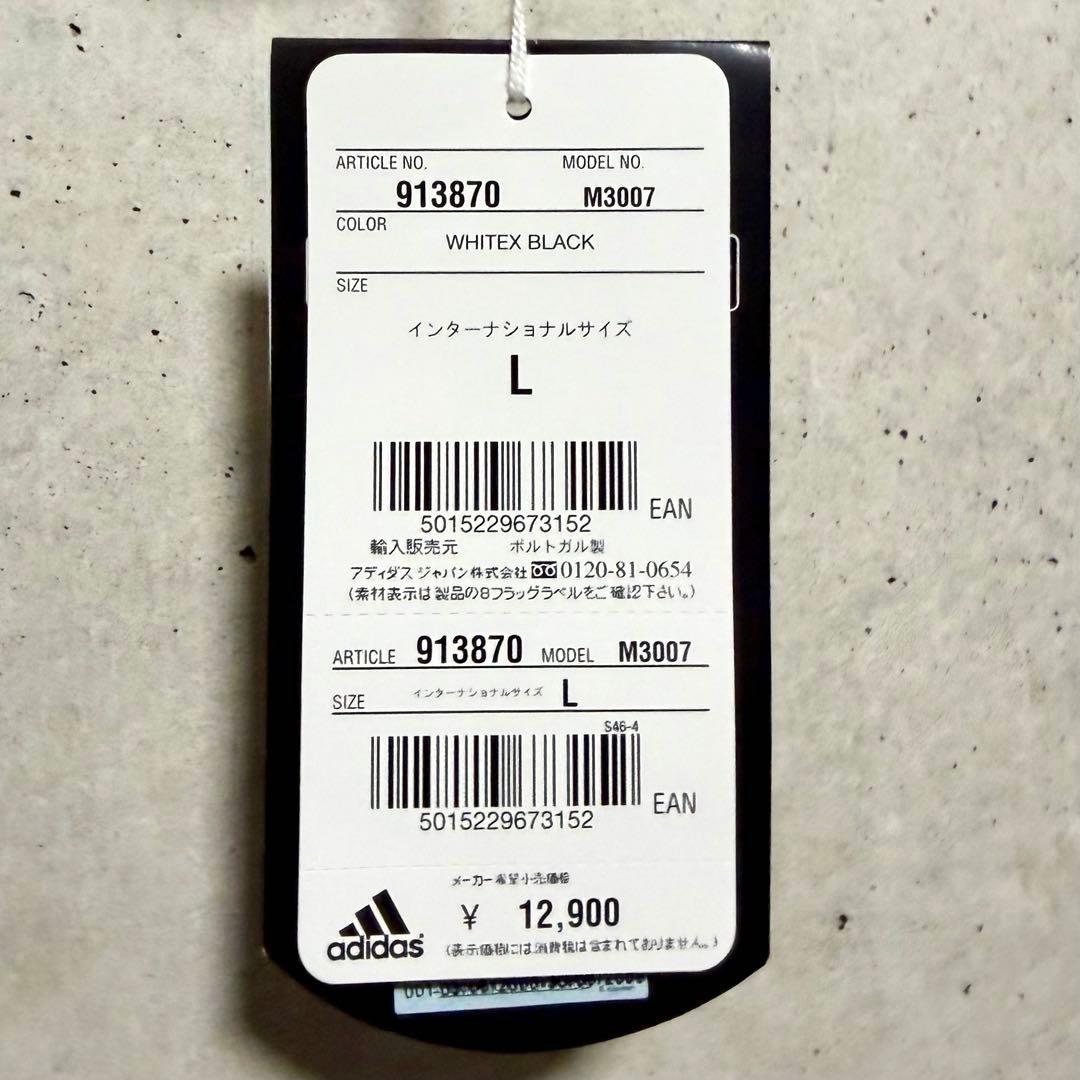 ARTICLE NO. MODEL NO.
913870 M3007
COLOR
WHITEX BLACK
SIZE
インターナショナルサイズ
L
EAN
5015229673152
輸入販売元 ポルトガル製
アディダス ジャパン株式会社 0120-81-0654
(素材表示は製品の8フラッグラベルをご確認下さい。)
ARTICLE 913870 MODEL M3007
SIZE インターナショナルサイズ L
S46-4
EAN
5015229673152
メーカー希望小売価格
¥ 12,900
adidas
(表示価格には消費税は含まれておりません。)